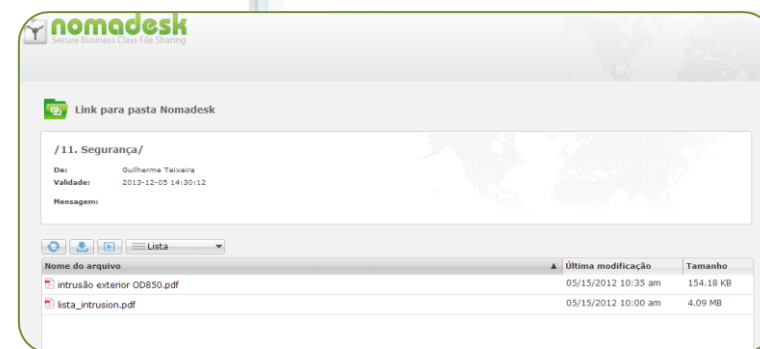 nomadesk
Secure Business Class File Sharing
Link para pasta Nomadesk
/11. Segurança/
De: Guilherme Teixeira
Validade: 2013-12-05 14:30:12
Mensagem:
Lista
Nome do arquivo Última modificação Tamanho
intrusão exterior OD850.pdf 05/15/2012 10:35 am 154.18 KB
lista_intrusion.pdf 05/15/2012 10:00 am 4.09 MB